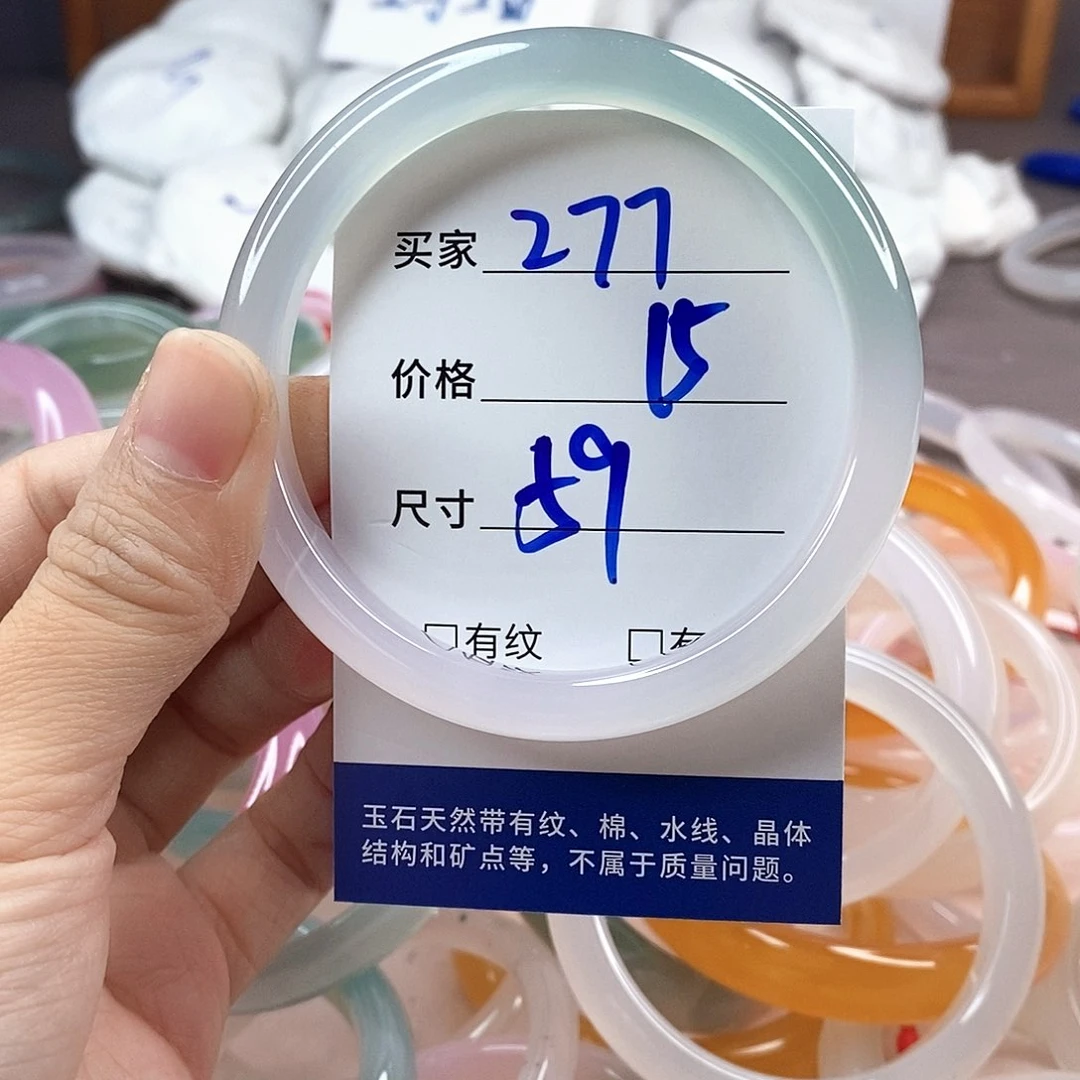 买家 277
价格 15
尺寸 59
□有纹 □有
玉石天然带有纹、棉、水线、晶体
结构和矿点等，不属于质量问题。